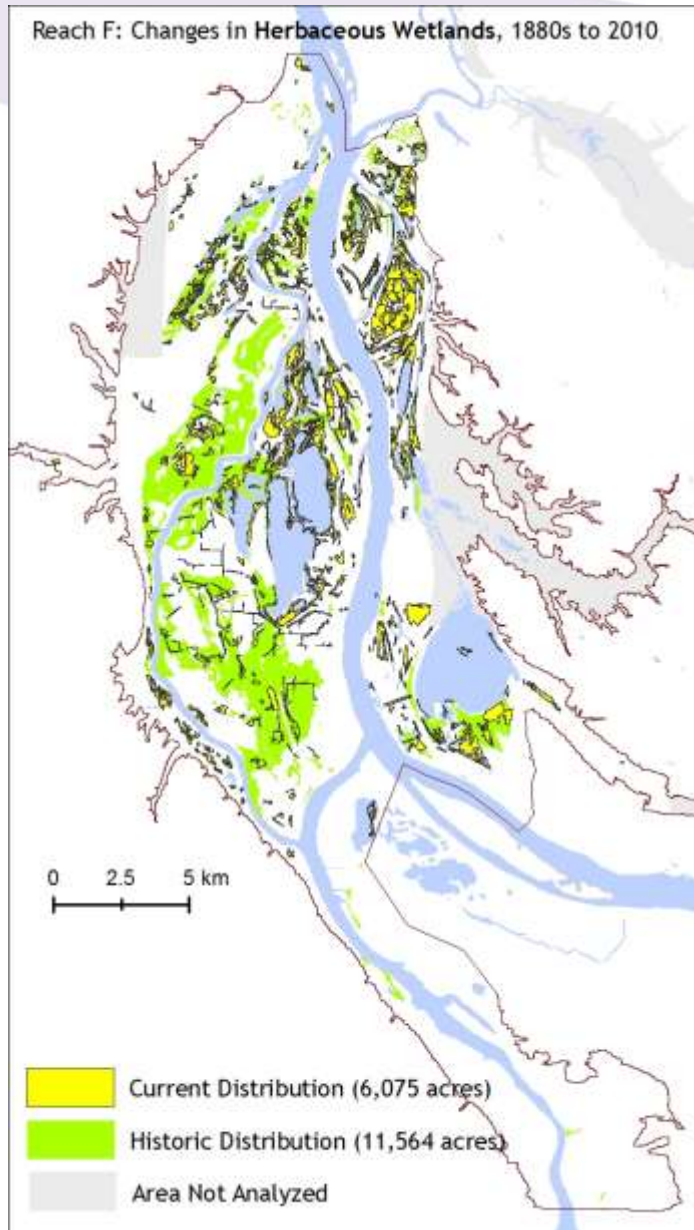 Reach F: Changes in Herbaceous Wetlands, 1880s to 2010
0 2.5 5 km
Current Distribution (6,075 acres)
Historic Distribution (11,564 acres)
Area Not Analyzed